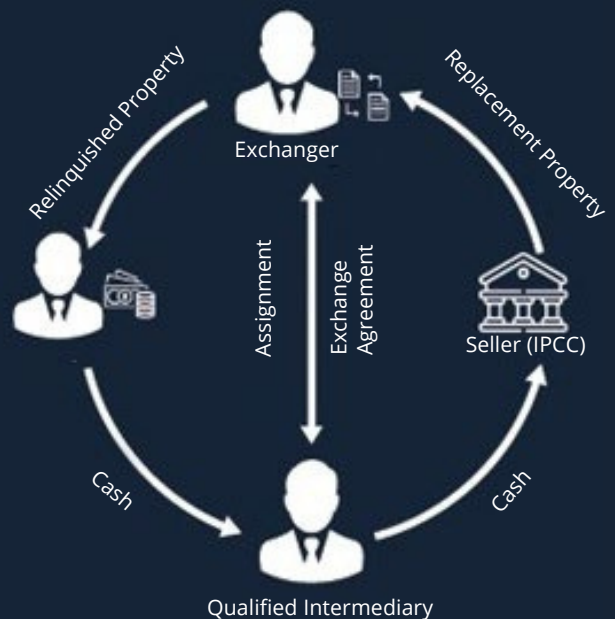 Relinquished Property
Replacement Property
Exchanger
Assignment
Exchange
Agreement
Seller (IPCC)
Cash
Cash
Qualified Intermediary